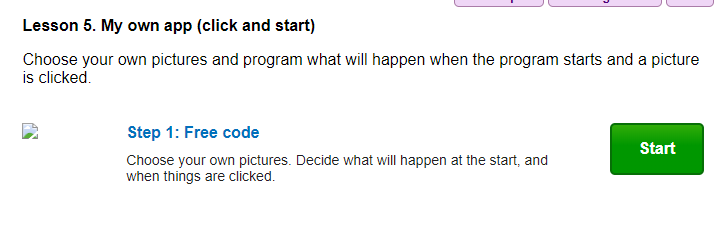 Lesson 5. My own app (click and start)
Choose your own pictures and program what will happen when the program starts and a picture
is clicked.
Step 1: Free code
Start
Choose your own pictures. Decide what will happen at the start, and
when things are clicked.